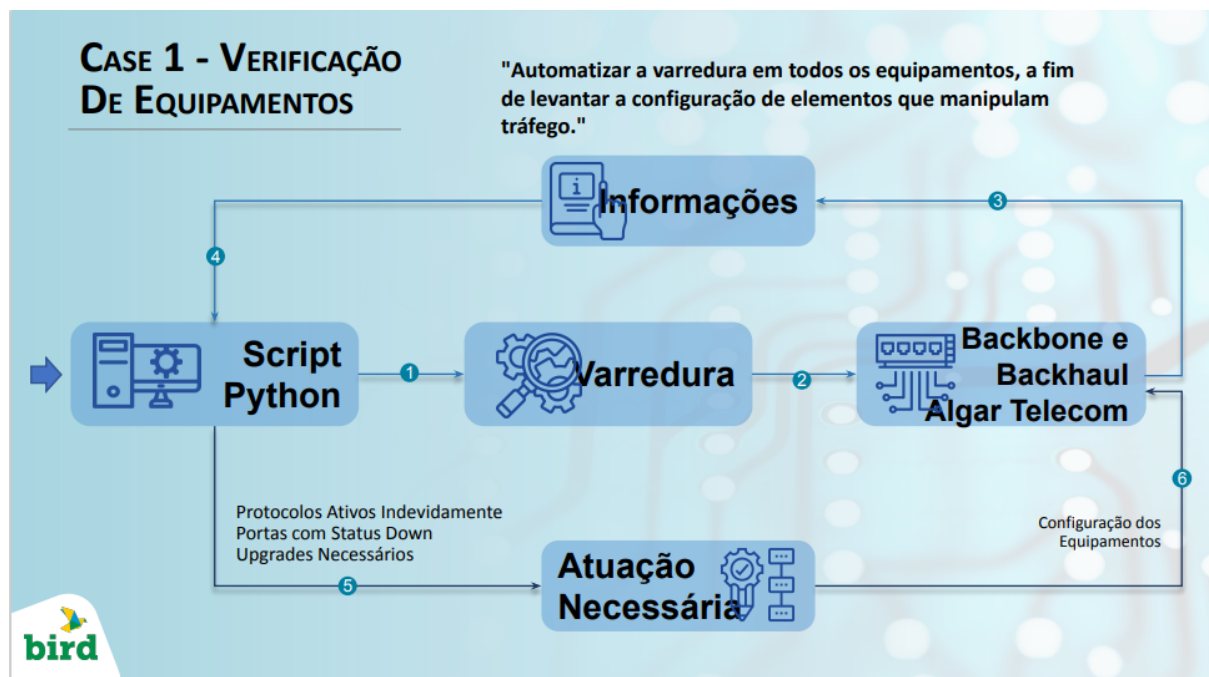 CASE 1 - VERIFICAÇÃO
DE EQUIPAMENTOS
"Automatizar a varredura em todos os equipamentos, a fim
de levantar a configuração de elementos que manipulam
tráfego."
i
Informações
3
4
Script
Python
1
Varredura
2
Backbone e
Backhaul
Algar Telecom
6
Protocolos Ativos Indevidamente
Portas com Status Down
Upgrades Necessários
5
Atuação
Necessária
Configuração dos
Equipamentos
bird